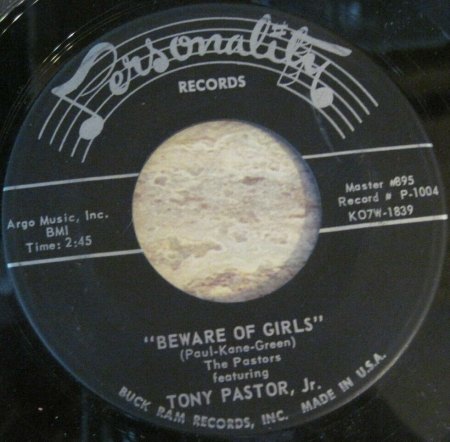 Personality
RECORDS
Argo Music, Inc.
BMI
Time: 2:45
Master #895
Record # P-1004
KO7W-1839
"BEWARE OF GIRLS"
(Paul-Kane-Green)
The Pastors
featuring
TONY PASTOR, Jr.
BUCK RAM RECORDS, INC. MADE IN U.S.A.